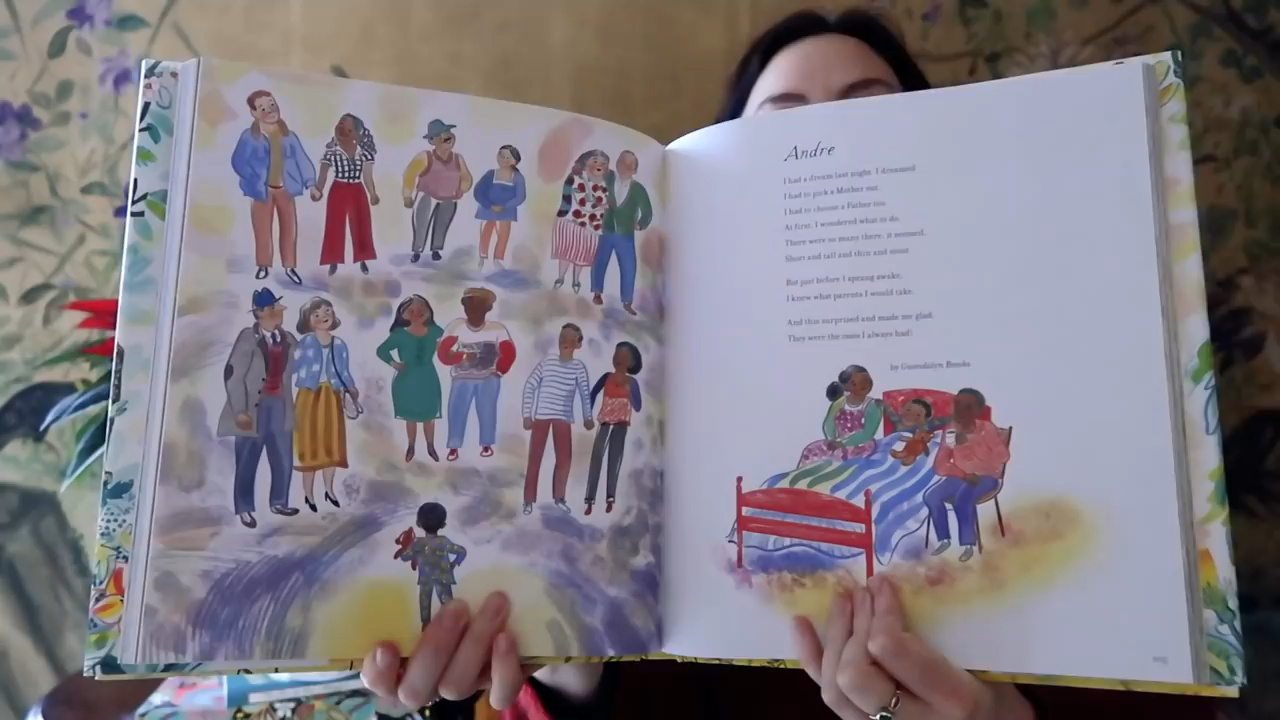 Andre
I had a dream last night. I dreamed
I had to pick a Mother out.
I had to choose a Father too.
At first, I wondered what to do,
There were so many there, it seemed,
Short and tall and thin and stout.
But just before I sprang awake,
I knew what parents I would take.
And this surprised and made me glad:
They were the ones I always had!
by Gwendolyn Brooks